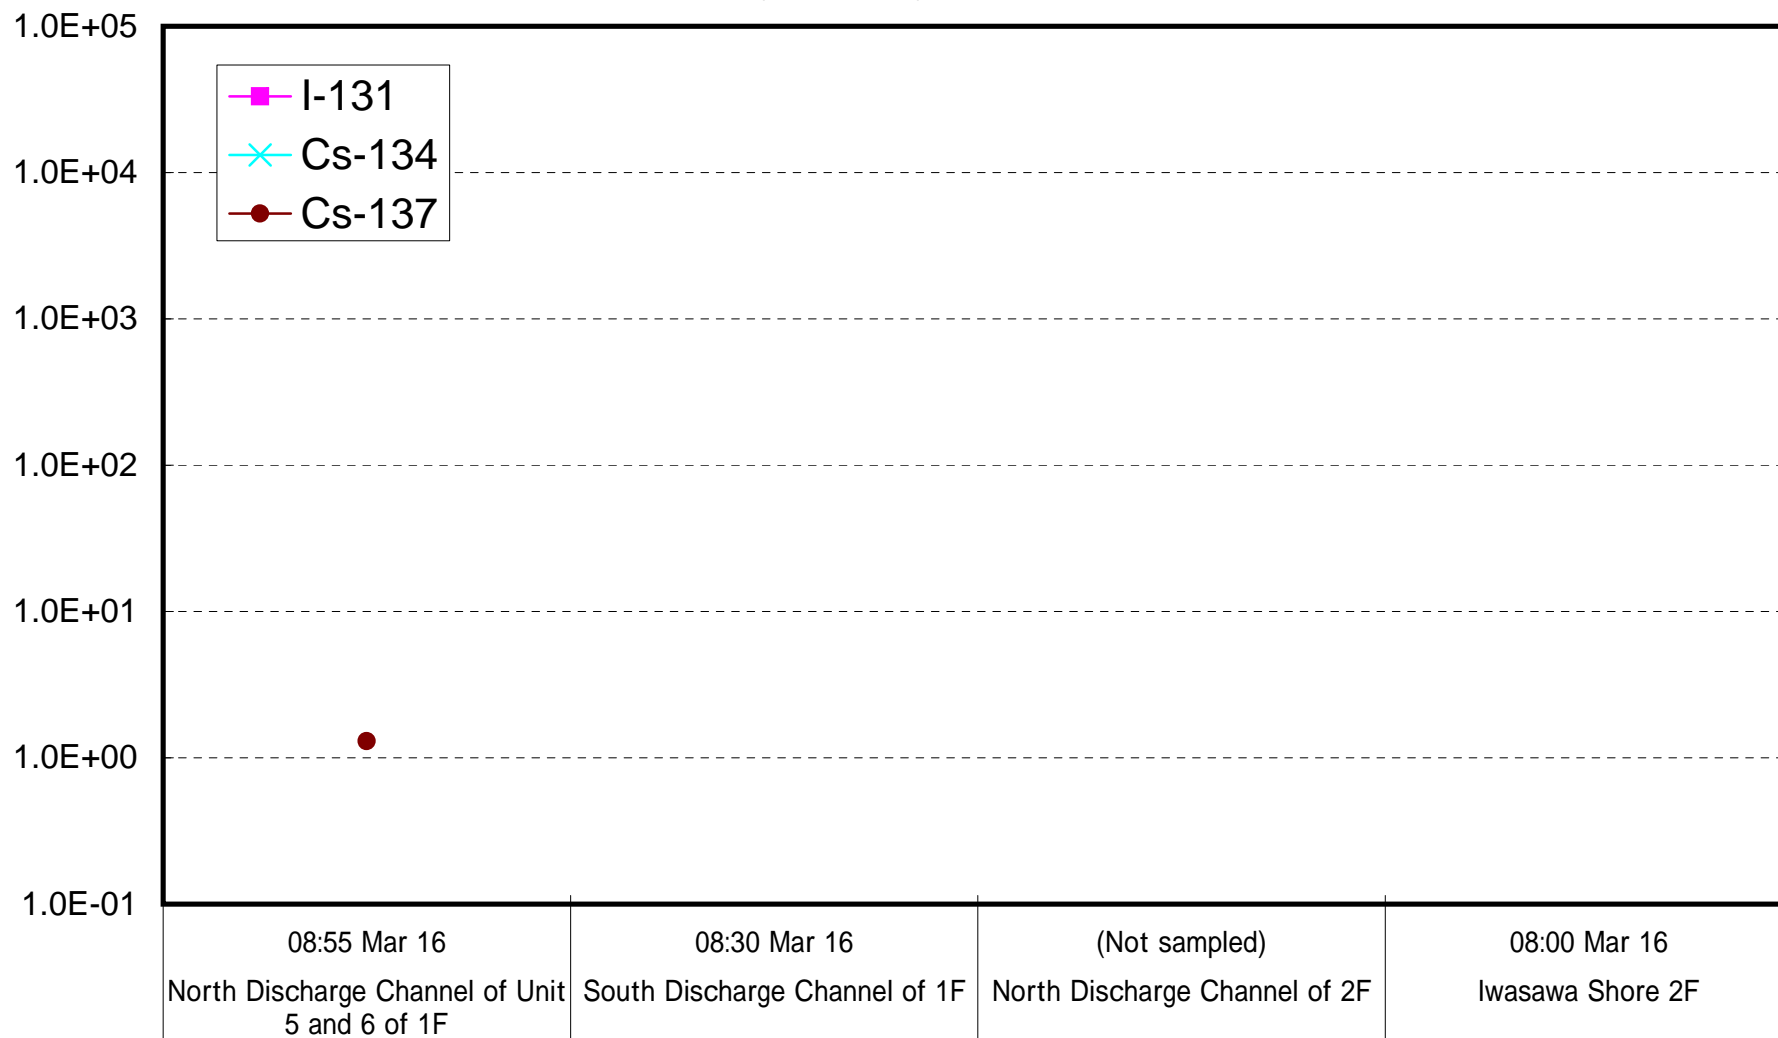 1.0E+05
I-131
Cs-134
Cs-137
1.0E+04
1.0E+03
1.0E+02
1.0E+01
1.0E+00
1.0E-01
08:55 Mar 16
08:30 Mar 16
(Not sampled)
08:00 Mar 16
North Discharge Channel of Unit
5 and 6 of 1F
South Discharge Channel of 1F
North Discharge Channel of 2F
Iwasawa Shore 2F